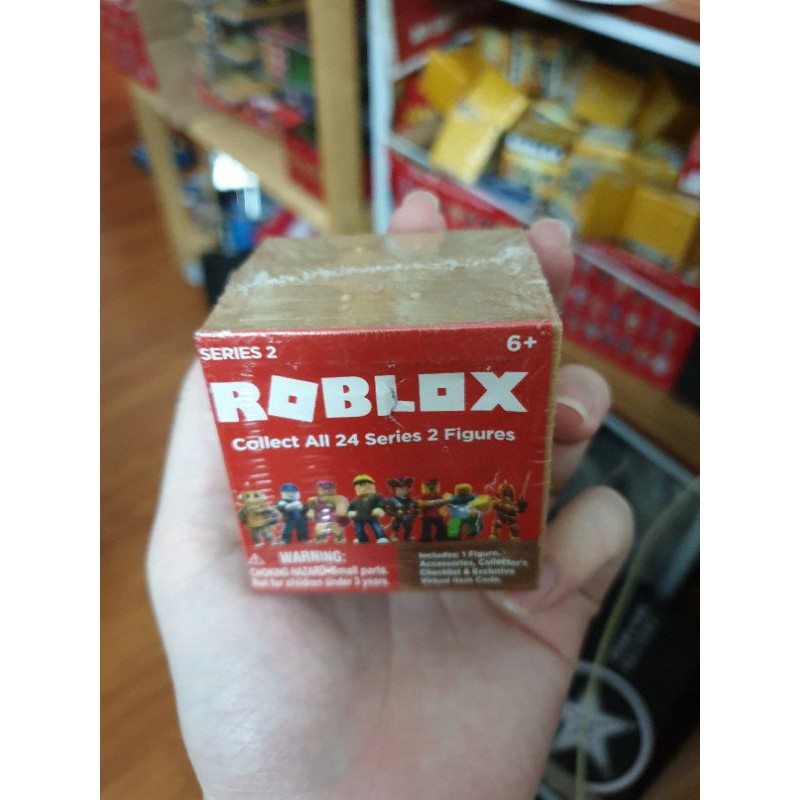 SERIES 2
6+
ROBLOX
Collect All 24 Series 2 Figures
WARNING:
CHOKING HAZARD-Small parts.
Not for children under 3 years.
Includes: 1 Figure,
Accessories, Collector's
Checklist & Exclusive
Virtual Item Code.